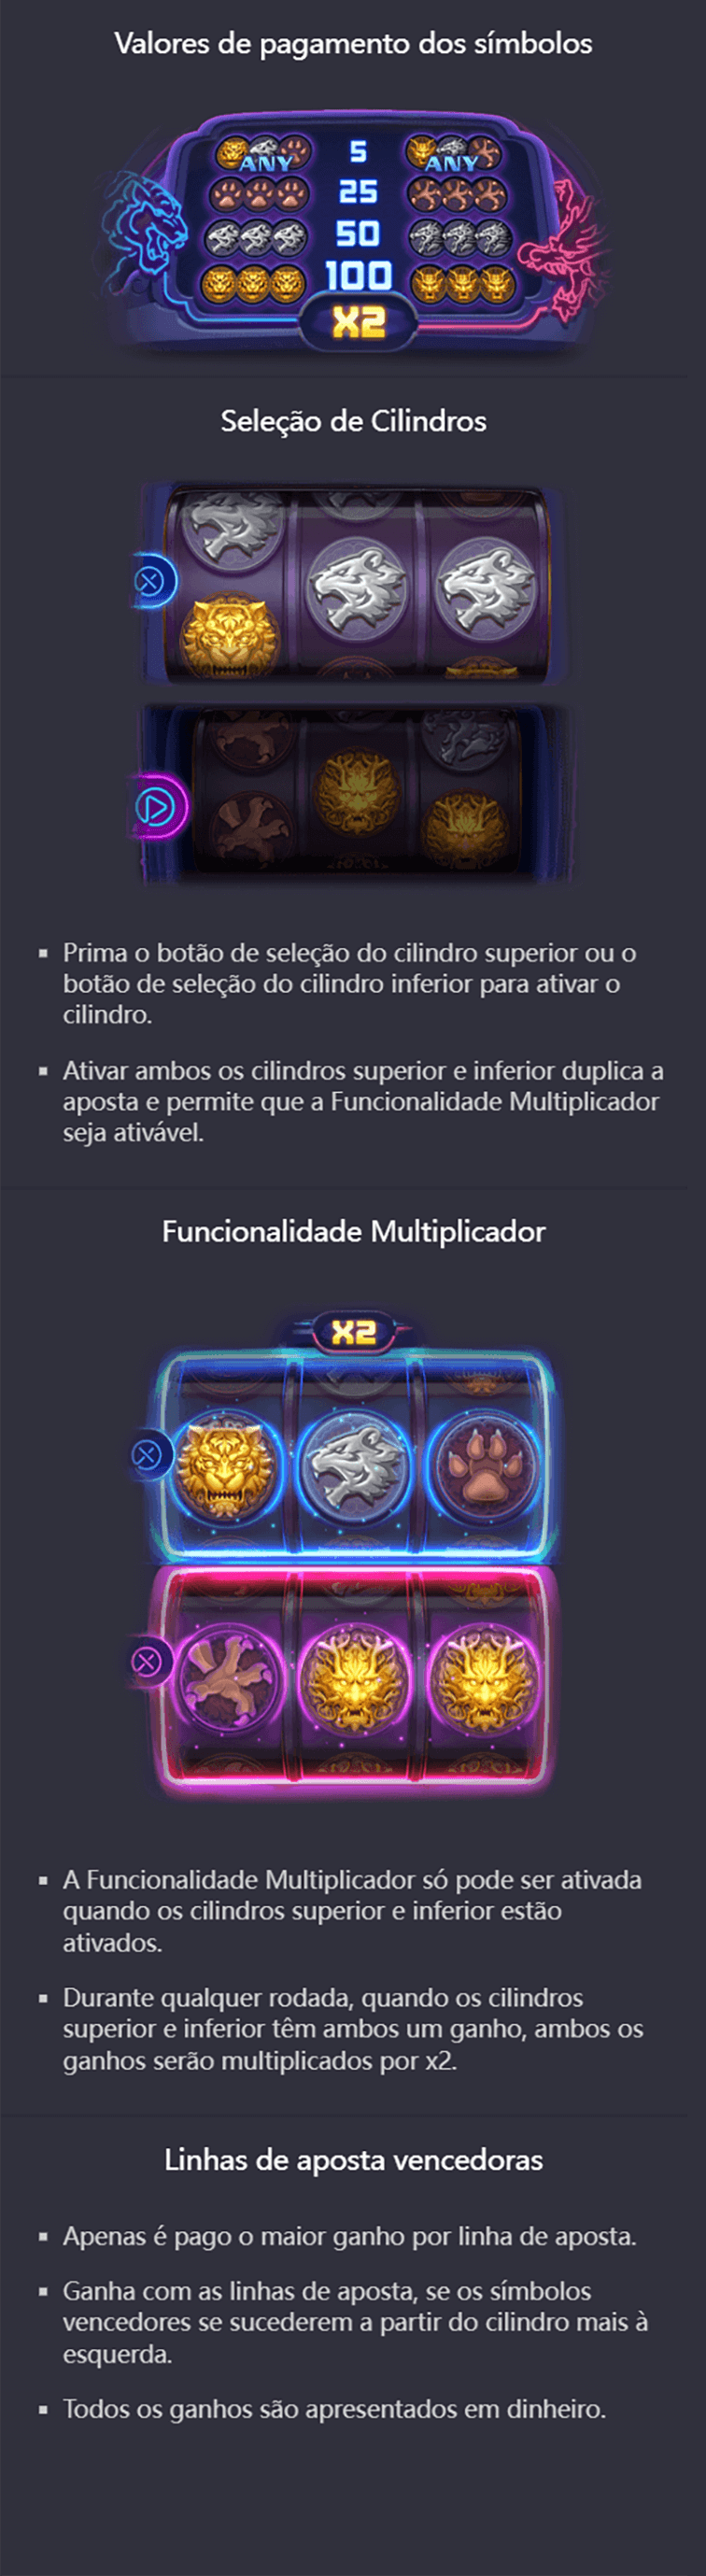 Valores de pagamento dos símbolos
ANY 5 ANY
25
50
100
X2
Seleção de Cilindros
▪ Prima o botão de seleção do cilindro superior ou o
botão de seleção do cilindro inferior para ativar o
cilindro.
▪ Ativar ambos os cilindros superior e inferior duplica a
aposta e permite que a Funcionalidade Multiplicador
seja ativável.
Funcionalidade Multiplicador
X2
▪ A Funcionalidade Multiplicador só pode ser ativada
quando os cilindros superior e inferior estão
ativados.
▪ Durante qualquer rodada, quando os cilindros
superior e inferior têm ambos um ganho, ambos os
ganhos serão multiplicados por x2.
Linhas de aposta vencedoras
▪ Apenas é pago o maior ganho por linha de aposta.
▪ Ganha com as linhas de aposta, se os símbolos
vencedores se sucederem a partir do cilindro mais à
esquerda.
▪ Todos os ganhos são apresentados em dinheiro.